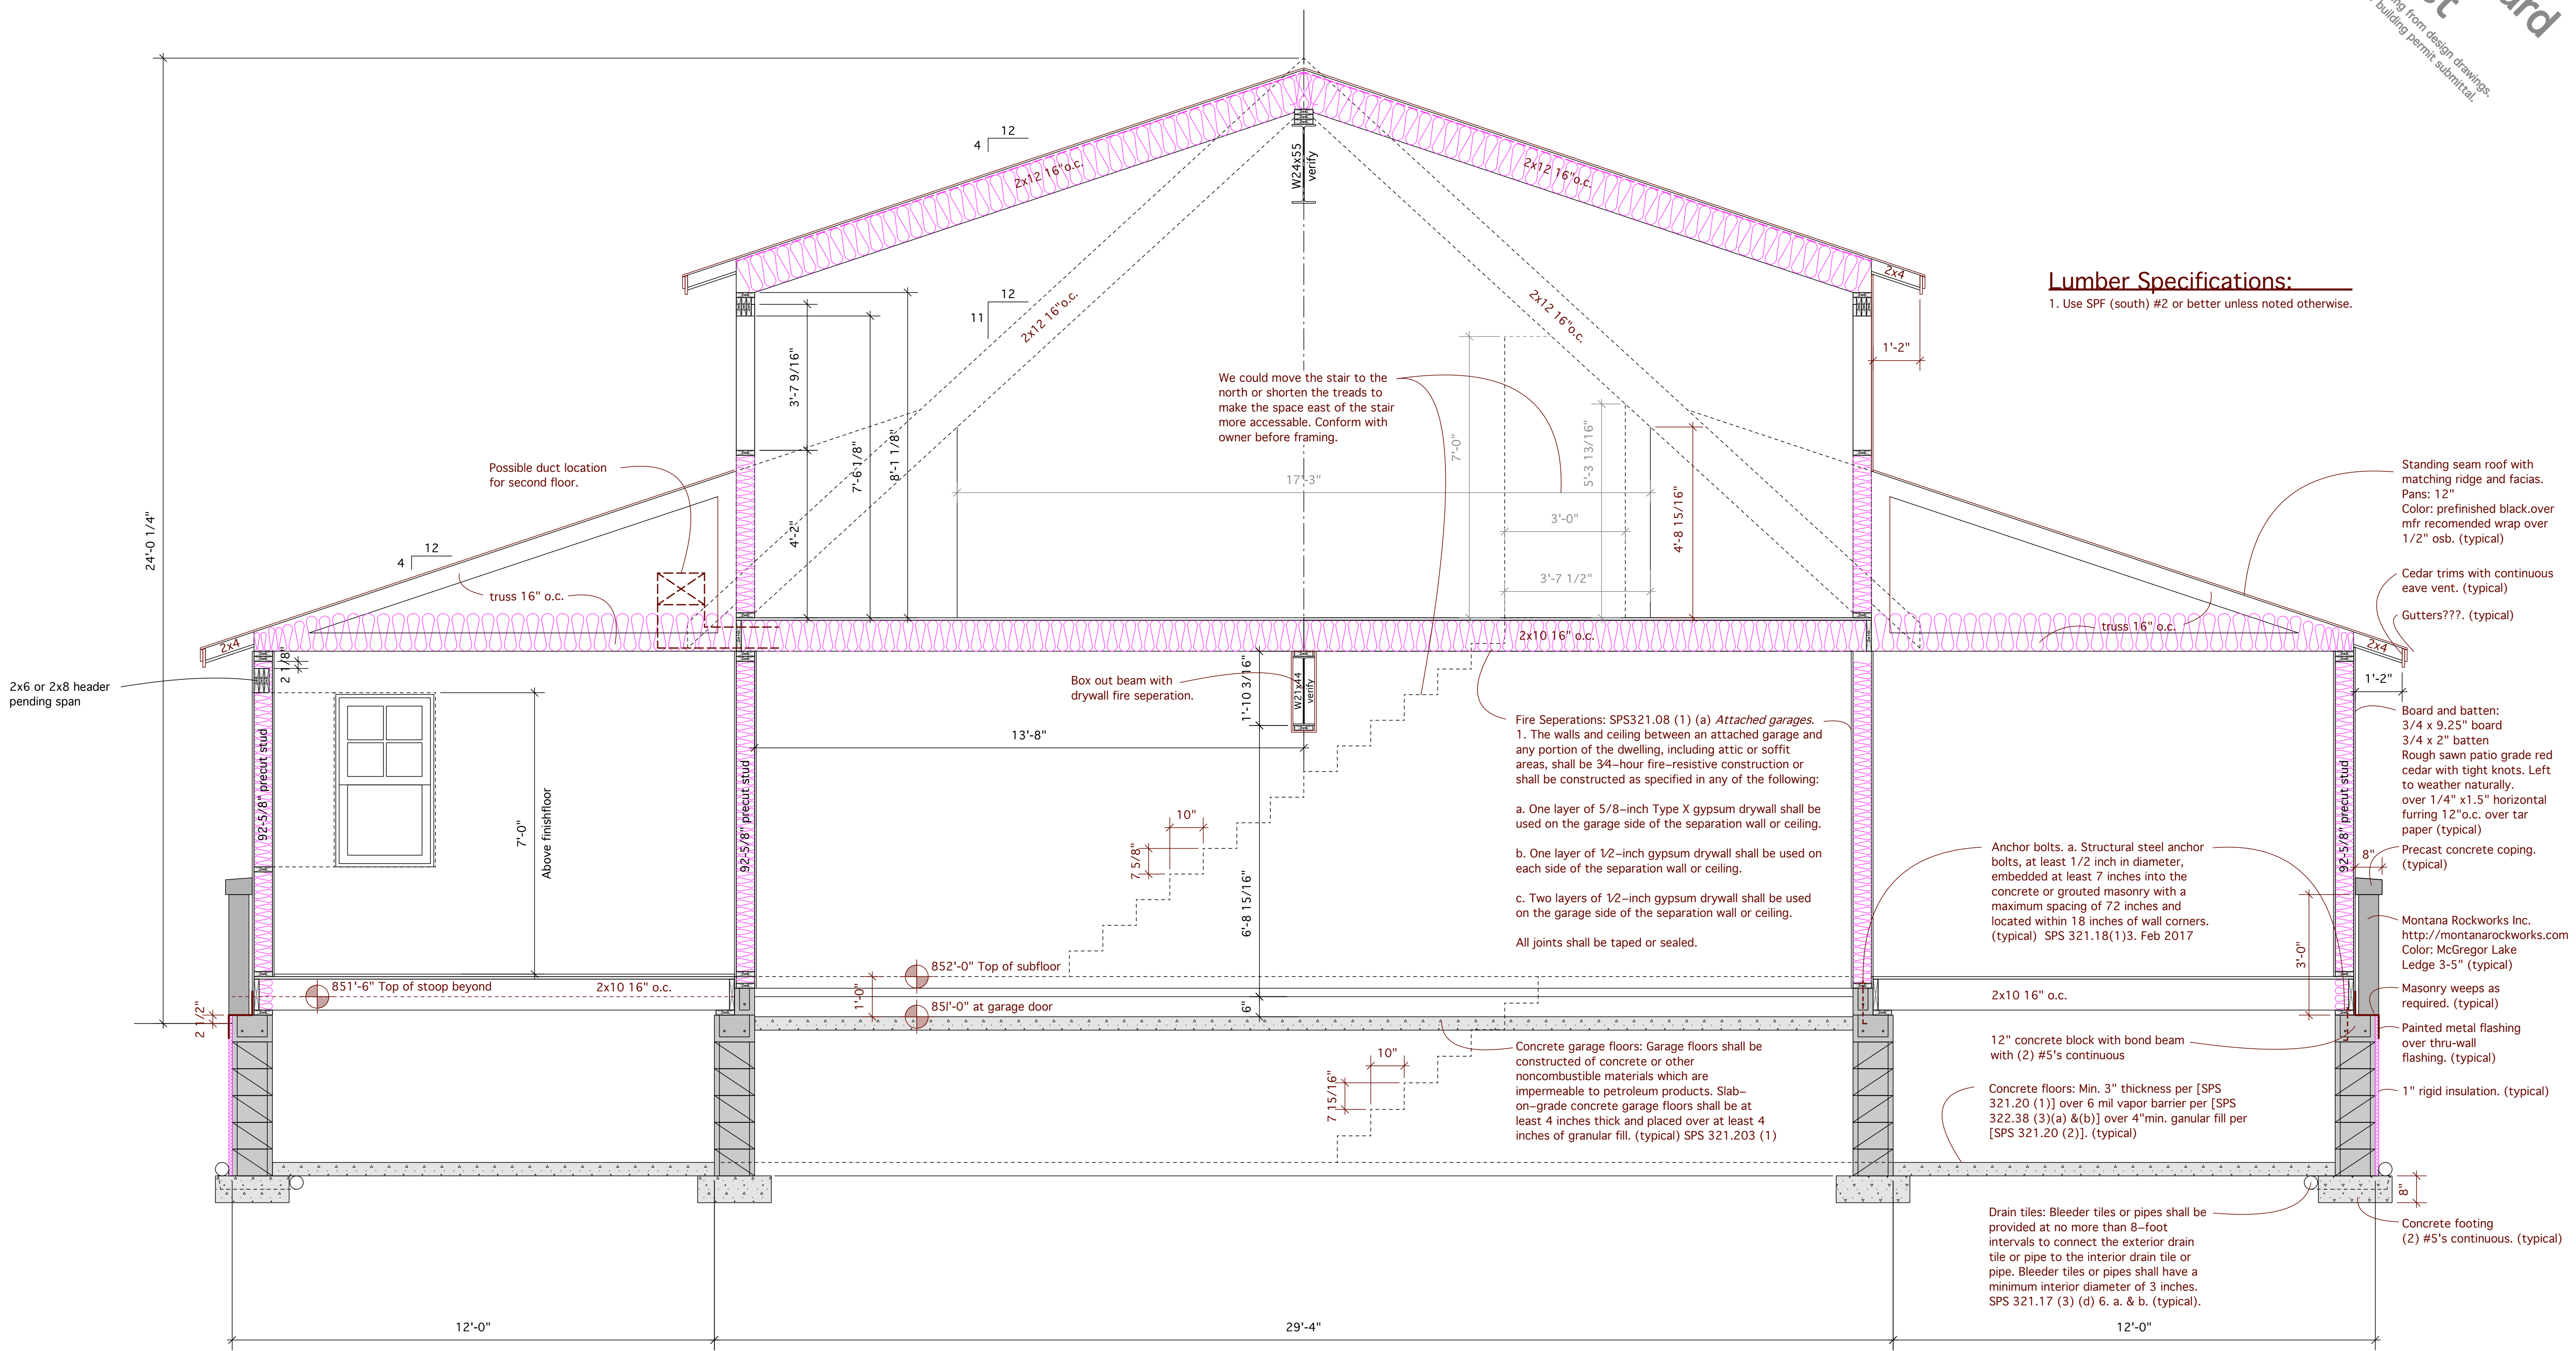 ard
st
ing from design drawings.
building permit submittal.
24'-0 1/4"
12
4
2x12 16"o.c.
W24x55
verify
2x12 16"o.c.
2x4
Lumber Specifications:
1. Use SPF (south) #2 or better unless noted otherwise.
12
11
2x12 16"o.c.
2x12 16"o.c.
1'-2"
3'-7 9/16"
7'-6 1/8"
8'-1 1/8"
4'-2"
We could move the stair to the
north or shorten the treads to
make the space east of the stair
more accessable. Conform with
owner before framing.
7'-0"
5'-3 13/16"
4'-8 15/16"
17'-3"
3'-0"
3'-7 1/2"
Possible duct location
for second floor.
12
4
truss 16" o.c.
2x4
2 1/8"
2x6 or 2x8 header
pending span
2x10 16" o.c.
truss 16" o.c.
2x4
1'-2"
Standing seam roof with
matching ridge and facias.
Pans: 12"
Color: prefinished black.over
mfr recomended wrap over
1/2" osb. (typical)
Cedar trims with continuous
eave vent. (typical)
Gutters???. (typical)
Box out beam with
drywall fire seperation.
1'-10 3/16"
W21x44
verify
13'-8"
92-5/8" precut stud
7'-0"
Above finishfloor
92-5/8" precut stud
10"
7 5/8"
6'-8 15/16"
Fire Seperations: SPS321.08 (1) (a) Attached garages.
1. The walls and ceiling between an attached garage and
any portion of the dwelling, including attic or soffit
areas, shall be 3⁄4–hour fire–resistive construction or
shall be constructed as specified in any of the following:
a. One layer of 5/8–inch Type X gypsum drywall shall be
used on the garage side of the separation wall or ceiling.
b. One layer of 1⁄2–inch gypsum drywall shall be used on
each side of the separation wall or ceiling.
c. Two layers of 1⁄2–inch gypsum drywall shall be used
on the garage side of the separation wall or ceiling.
All joints shall be taped or sealed.
Board and batten:
3/4 x 9.25" board
3/4 x 2" batten
Rough sawn patio grade red
cedar with tight knots. Left
to weather naturally.
over 1/4" x1.5" horizontal
furring 12"o.c. over tar
paper (typical)
92-5/8" precut stud
8"
Precast concrete coping.
(typical)
Anchor bolts. a. Structural steel anchor
bolts, at least 1/2 inch in diameter,
embedded at least 7 inches into the
concrete or grouted masonry with a
maximum spacing of 72 inches and
located within 18 inches of wall corners.
(typical)  SPS 321.18(1)3. Feb 2017
3'-0"
Montana Rockworks Inc.
http://montanarockworks.com
Color: McGregor Lake
Ledge 3-5" (typical)
852'-0" Top of subfloor
851'-6" Top of stoop beyond
2x10 16" o.c.
1'-0"
851'-0" at garage door
6"
2x10 16" o.c.
Masonry weeps as
required. (typical)
2 1/2"
Painted metal flashing
over thru-wall
flashing. (typical)
12" concrete block with bond beam
with (2) #5's continuous
Concrete garage floors: Garage floors shall be
constructed of concrete or other
noncombustible materials which are
impermeable to petroleum products. Slab–
on–grade concrete garage floors shall be at
least 4 inches thick and placed over at least 4
inches of granular fill. (typical) SPS 321.203 (1)
10"
7 15/16"
Concrete floors: Min. 3" thickness per [SPS
321.20 (1)] over 6 mil vapor barrier per [SPS
322.38 (3)(a) &(b)] over 4"min. ganular fill per
[SPS 321.20 (2)]. (typical)
1" rigid insulation. (typical)
8"
Drain tiles: Bleeder tiles or pipes shall be
provided at no more than 8–foot
intervals to connect the exterior drain
tile or pipe to the interior drain tile or
pipe. Bleeder tiles or pipes shall have a
minimum interior diameter of 3 inches.
SPS 321.17 (3) (d) 6. a. & b. (typical).
Concrete footing
(2) #5's continuous. (typical)
12'-0"
29'-4"
12'-0"